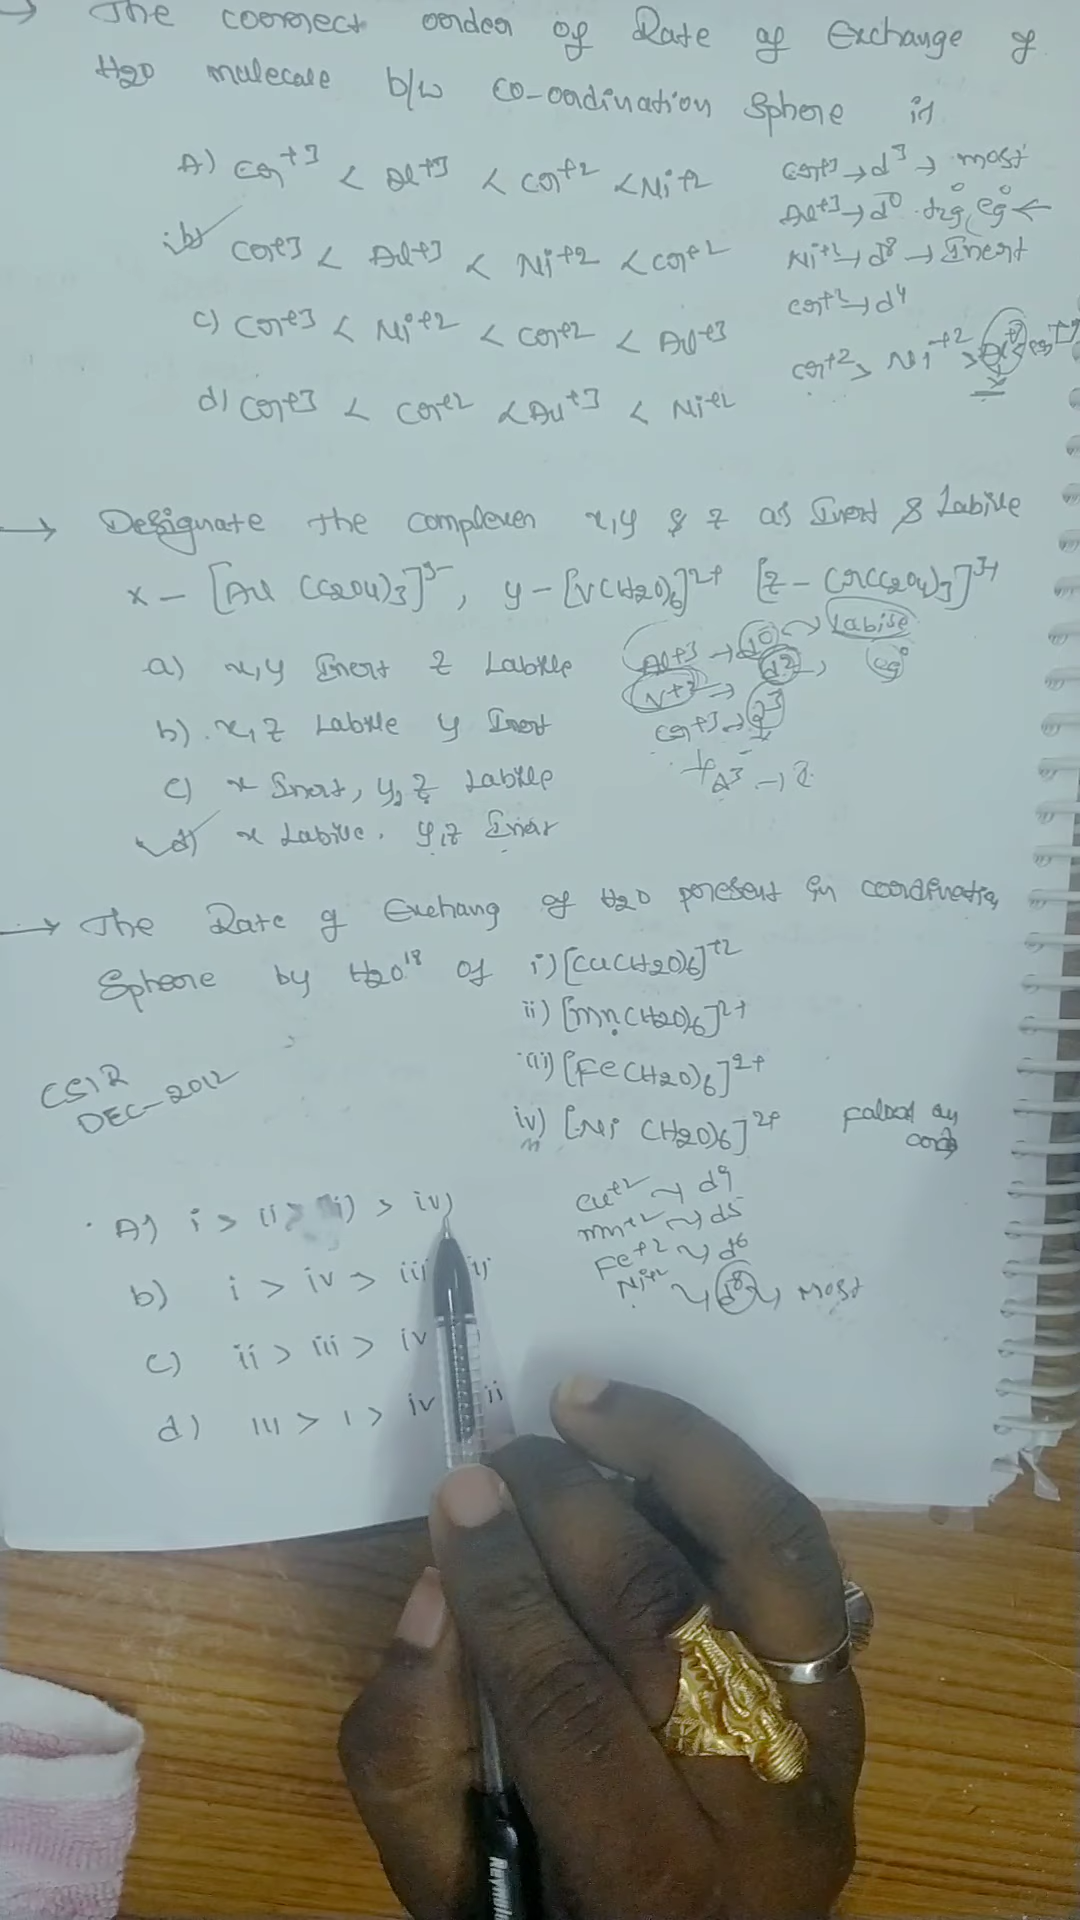 → The correct order of Rate of Exchange of
H2O molecule b/w co-ordination sphere is
A) Cr+3 < Al+3 < Cr+2 < Ni+2
b) Cr+3 < Al+3 < Ni+2 < Cr+2
c) Cr+3 < Ni+2 < Cr+2 < Al+3
d) Cr+3 < Cr+2 < Al+3 < Ni+2
Cr+3 → d3 → most
Al+3 → d0 t2g0 eg0 ←
Ni+2 → d8 → Inert
Cr+2 → d4
Cr+2 > Ni+2 >
→ Designate the complexes x, y & z as Inert & Labile
x – [Al (C2O4)3]3-, y – [V(H2O)6]2+ [z – Cr(C2O4)3]3+
a) x, y Inert z Labile
b) x, z Labile y Inert
c) x Inert, y, z Labile
d) x Labile. y, z Inert
Al+3 → d0 → Labile
V+2 → d2, eg0
Cr+3 → d3
→ The Rate of Exchang of H2O present in coordination
Sphere by H2O18 of i) [Cu(H2O)6]+2
ii) [Mn(H2O)6]2+
iii) [Fe(H2O)6]2+
iv) [Ni (H2O)6]2+
CSIR
DEC-2012
A) i > ii > > iv)
b) i > iv > iii
c) ii > iii > iv
d) III > I > iv ii
Cu+2 → d9
Mn+2 → d5
Fe+2 → d6
Ni+2 → d8 → Most
Reynolds